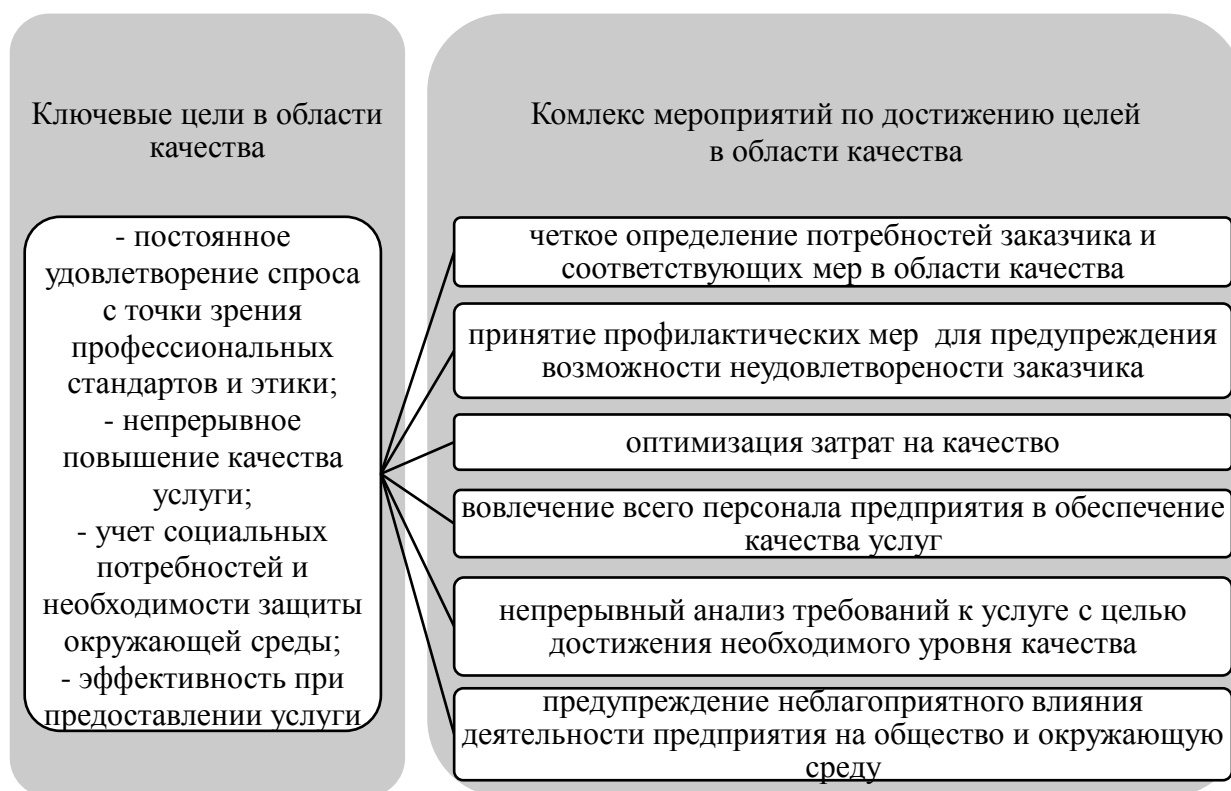 Ключевые цели в области
качества
- постоянное
удовлетворение спроса
с точки зрения
профессиональных
стандартов и этики;
- непрерывное
повышение качества
услуги;
- учет социальных
потребностей и
необходимости защиты
окружающей среды;
- эффективность при
предоставлении услуги
Комлекс мероприятий по достижению целей
в области качества
четкое определение потребностей заказчика и
соответствующих мер в области качества
принятие профилактических мер для предупреждения
возможности неудовлетворености заказчика
оптимизация затрат на качество
вовлечение всего персонала предприятия в обеспечение
качества услуг
непрерывный анализ требований к услуге с целью
достижения необходимого уровня качества
предупреждение неблагоприятного влияния
деятельности предприятия на общество и окружающую
среду